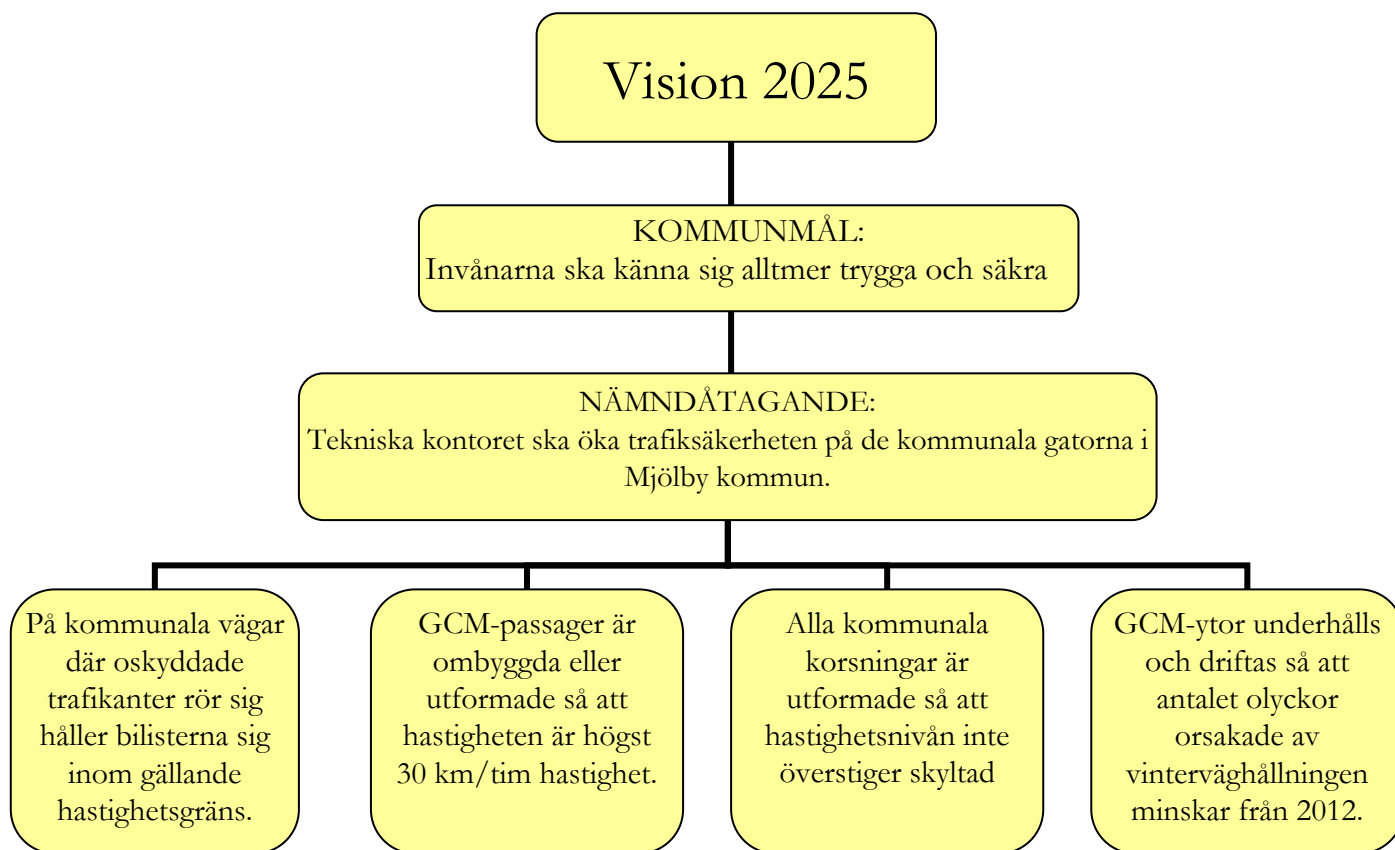 Vision 2025
KOMMUNMÅL:
Invånarna ska känna sig alltmer trygga och säkra
NÄMNDÅTAGANDE:
Tekniska kontoret ska öka trafiksäkerheten på de kommunala gatorna i
Mjölby kommun.
På kommunala vägar
där oskyddade
trafikanter rör sig
håller bilisterna sig
inom gällande
hastighetsgräns.
GCM-passager är
ombyggda eller
utformade så att
hastigheten är högst
30 km/tim hastighet.
Alla kommunala
korsningar är
utformade så att
hastighetsnivån inte
överstiger skyltad
GCM-ytor underhålls
och driftas så att
antalet olyckor
orsakade av
vinterväghållningen
minskar från 2012.